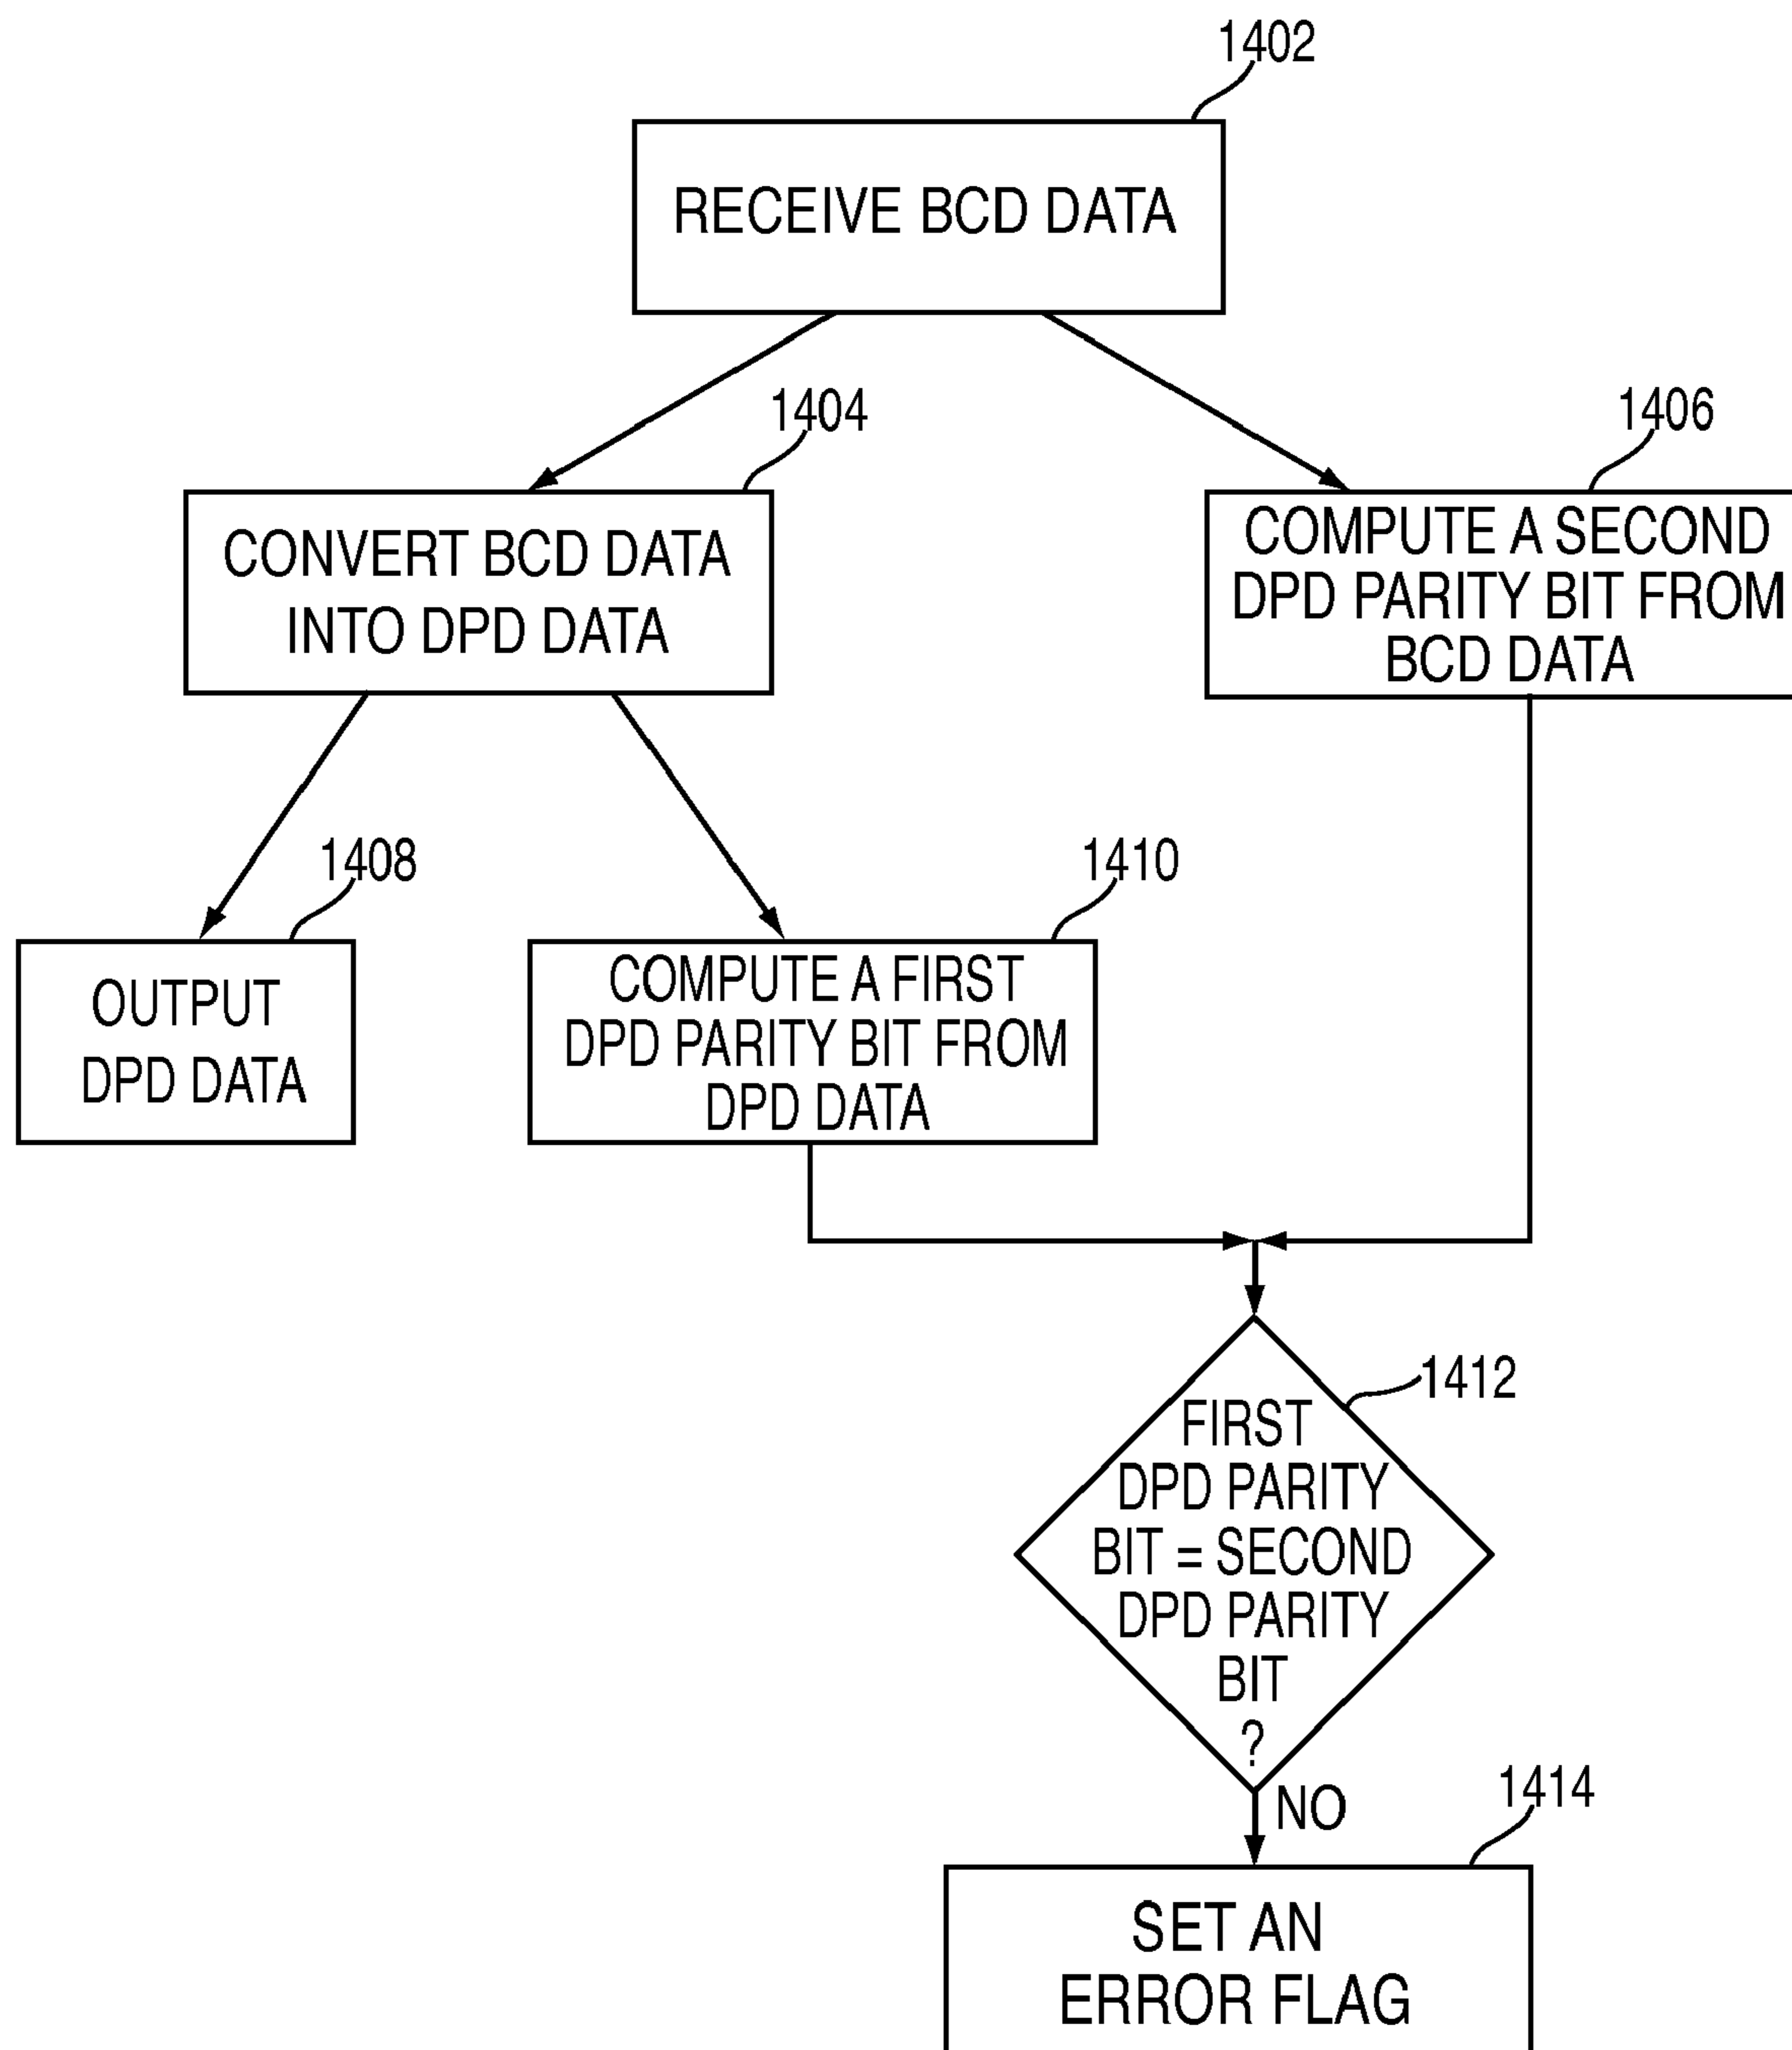 1402
RECEIVE BCD DATA
1404
1406
CONVERT BCD DATA
INTO DPD DATA
COMPUTE A SECOND
DPD PARITY BIT FROM
BCD DATA
1408
1410
OUTPUT
DPD DATA
COMPUTE A FIRST
DPD PARITY BIT FROM
DPD DATA
1412
FIRST
DPD PARITY
BIT = SECOND
DPD PARITY
BIT
?
NO
1414
SET AN
ERROR FLAG